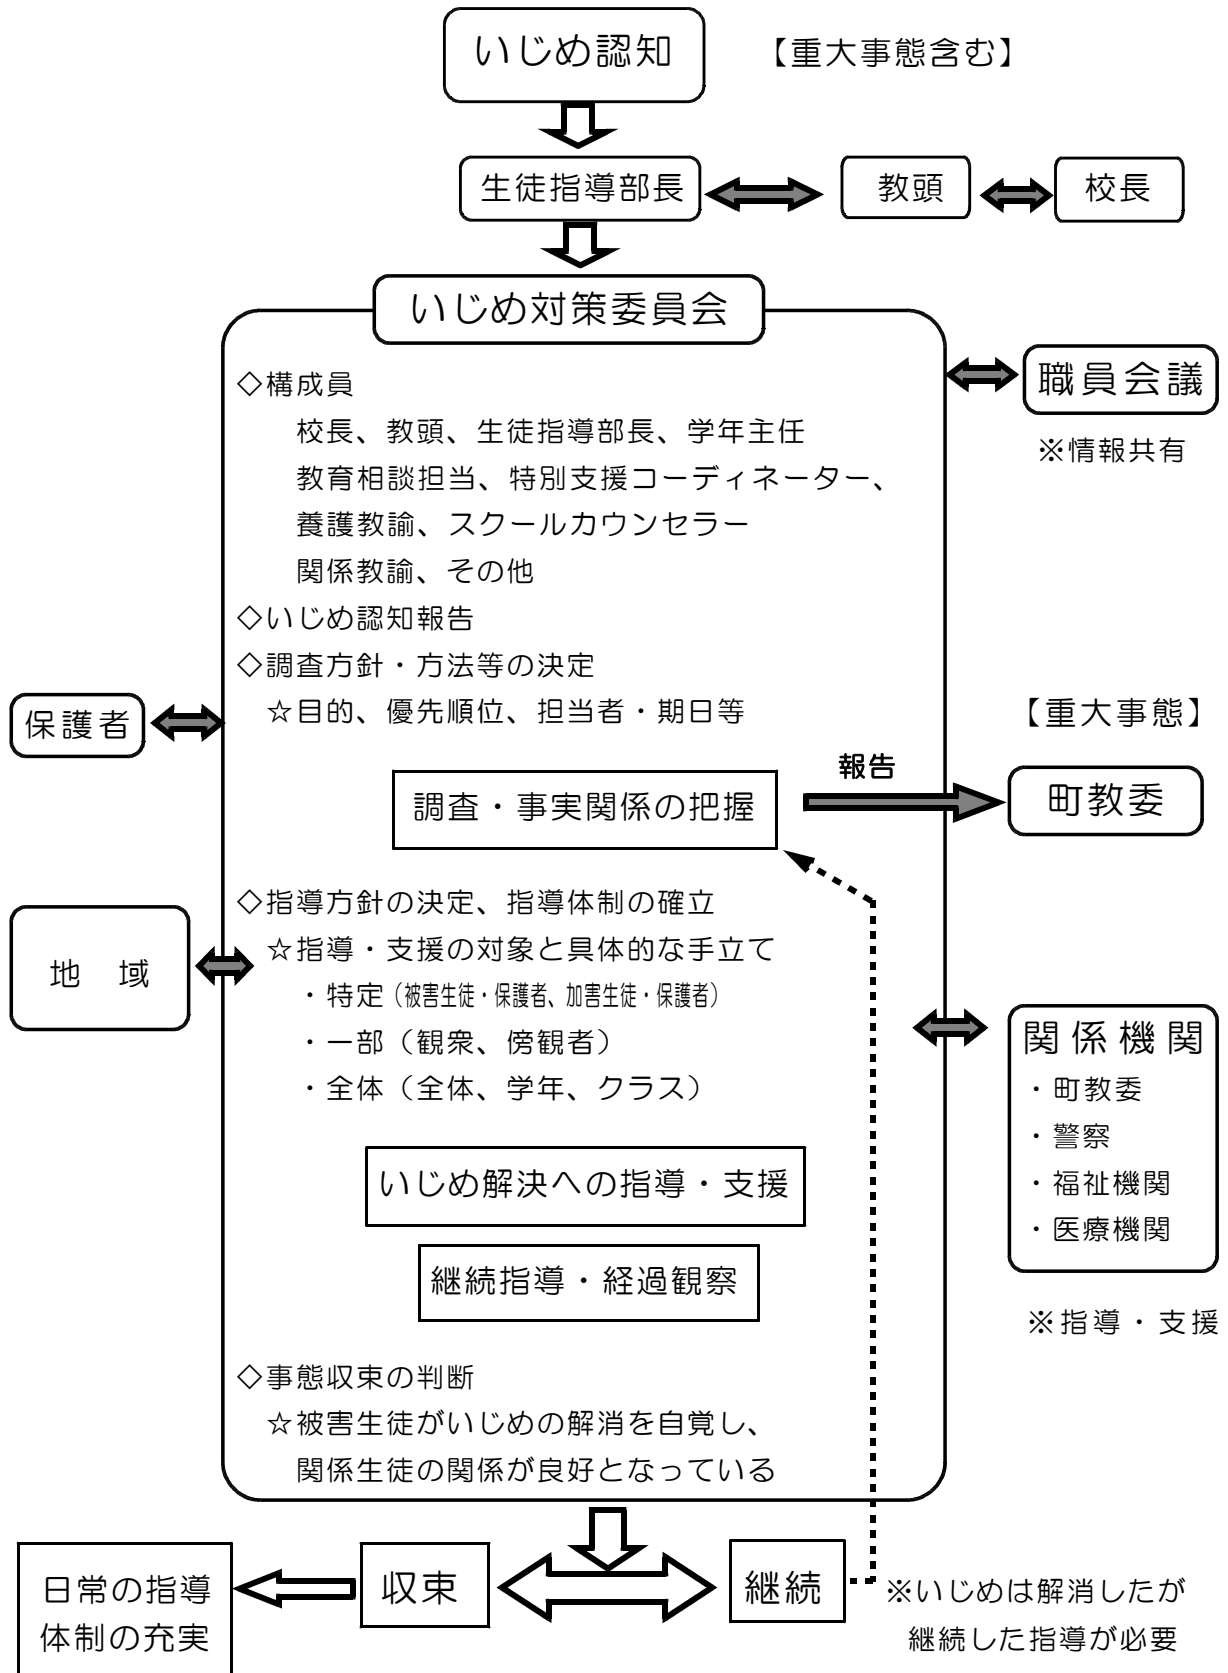 いじめ認知
【重大事態含む】
生徒指導部長
教頭
校長
いじめ対策委員会
◇構成員
校長、教頭、生徒指導部長、学年主任
教育相談担当、特別支援コーディネーター、
養護教諭、スクールカウンセラー
関係教諭、その他
職員会議
※情報共有
◇いじめ認知報告
◇調査方針・方法等の決定
☆目的、優先順位、担当者・期日等
保護者
【重大事態】
報告
調査・事実関係の把握
町教委
◇指導方針の決定、指導体制の確立
☆指導・支援の対象と具体的な手立て
・特定（被害生徒・保護者、加害生徒・保護者）
・一部（観衆、傍観者）
・全体（全体、学年、クラス）
地　域
関係機関
・町教委
・警察
・福祉機関
・医療機関
※指導・支援
いじめ解決への指導・支援
継続指導・経過観察
◇事態収束の判断
☆被害生徒がいじめの解消を自覚し、
関係生徒の関係が良好となっている
日常の指導
体制の充実
収束
継続
※いじめは解消したが
継続した指導が必要